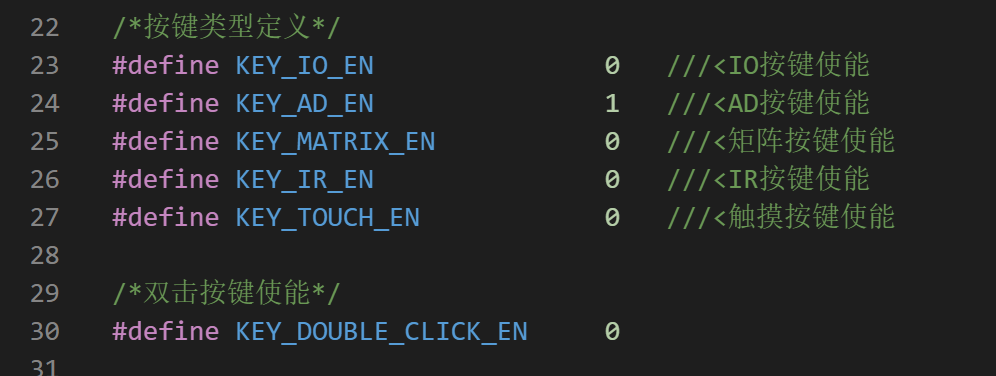 22 /*按键类型定义*/
23 #define KEY_IO_EN 0 ///<IO按键使能
24 #define KEY_AD_EN 1 ///<AD按键使能
25 #define KEY_MATRIX_EN 0 ///<矩阵按键使能
26 #define KEY_IR_EN 0 ///<IR按键使能
27 #define KEY_TOUCH_EN 0 ///<触摸按键使能
28
29 /*双击按键使能*/
30 #define KEY_DOUBLE_CLICK_EN 0
31